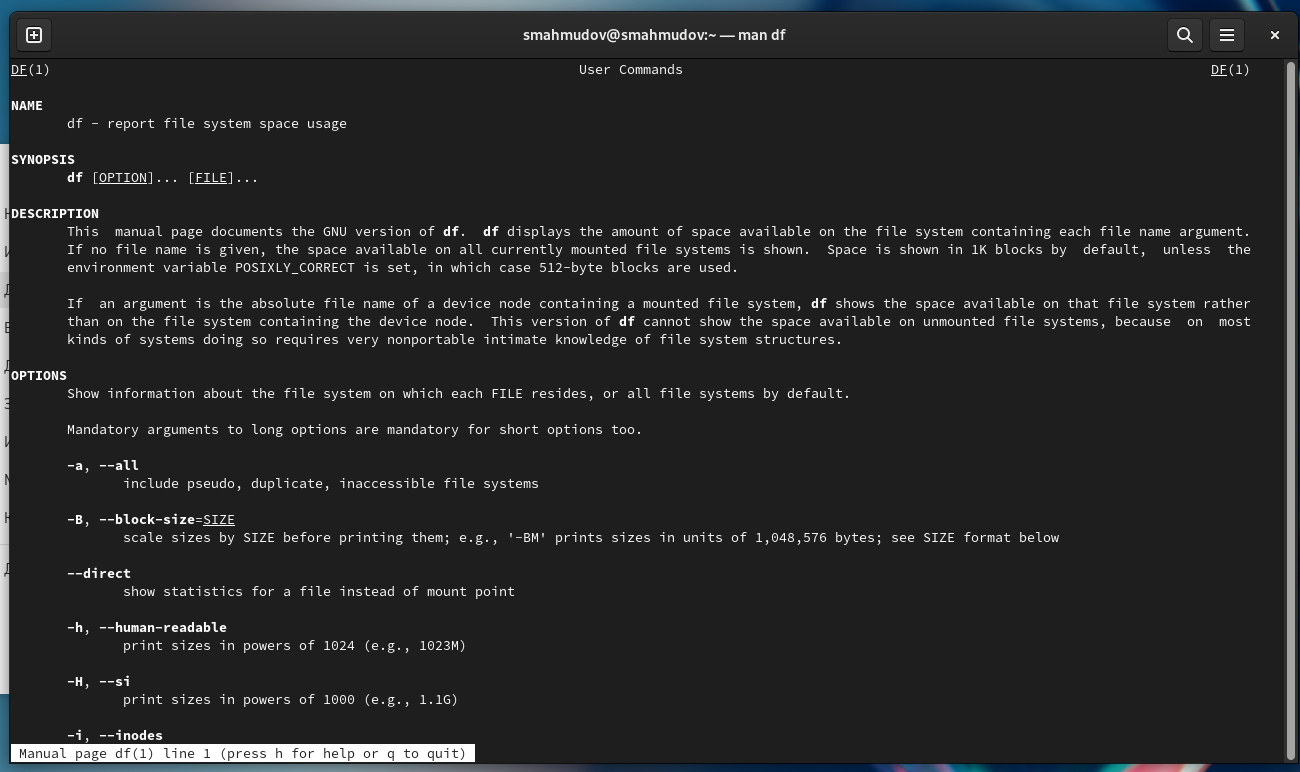 smahmudov@smahmudov:~ — man df
DF(1) User Commands DF(1)
NAME
df - report file system space usage
SYNOPSIS
df [OPTION]... [FILE]...
DESCRIPTION
This  manual page documents the GNU version of df.  df displays the amount of space available on the file system containing each file name argument.
If no file name is given, the space available on all currently mounted file systems is shown.  Space is shown in 1K blocks by  default,  unless  the
environment variable POSIXLY_CORRECT is set, in which case 512-byte blocks are used.
If  an argument is the absolute file name of a device node containing a mounted file system, df shows the space available on that file system rather
than on the file system containing the device node.  This version of df cannot show the space available on unmounted file systems, because  on  most
kinds of systems doing so requires very nonportable intimate knowledge of file system structures.
OPTIONS
Show information about the file system on which each FILE resides, or all file systems by default.
Mandatory arguments to long options are mandatory for short options too.
-a, --all
include pseudo, duplicate, inaccessible file systems
-B, --block-size=SIZE
scale sizes by SIZE before printing them; e.g., '-BM' prints sizes in units of 1,048,576 bytes; see SIZE format below
--direct
show statistics for a file instead of mount point
-h, --human-readable
print sizes in powers of 1024 (e.g., 1023M)
-H, --si
print sizes in powers of 1000 (e.g., 1.1G)
-i, --inodes
Manual page df(1) line 1 (press h for help or q to quit)